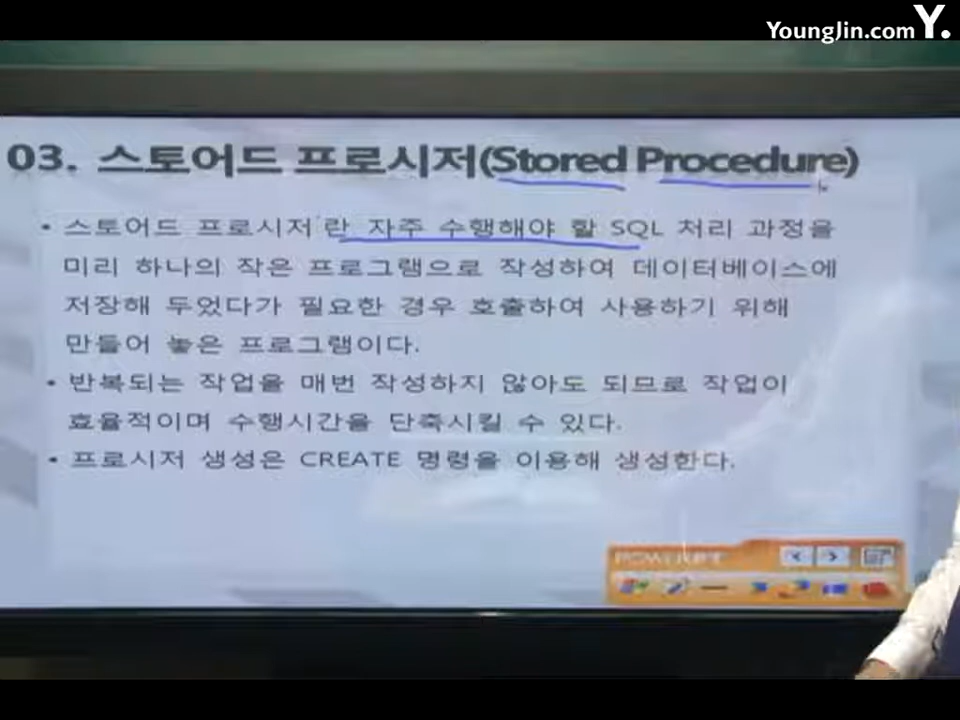 YoungJin.com Y.
03. 스토어드 프로시저(Stored Procedure)
• 스토어드 프로시저란 자주 수행해야 할 SQL 처리 과정을
미리 하나의 작은 프로그램으로 작성하여 데이터베이스에
저장해 두었다가 필요한 경우 호출하여 사용하기 위해
만들어 놓은 프로그램이다.
• 반복되는 작업을 매번 작성하지 않아도 되므로 작업이
효율적이며 수행시간을 단축시킬 수 있다.
• 프로시저 생성은 CREATE 명령을 이용해 생성한다.